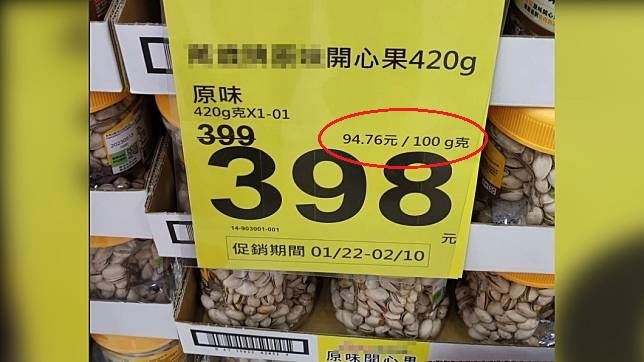 開心果420g
原味
420g克X1-01
399
94.76元 / 100 g克
398
元
14-903001-001
促銷期間 01/22-02/10
原味開心果